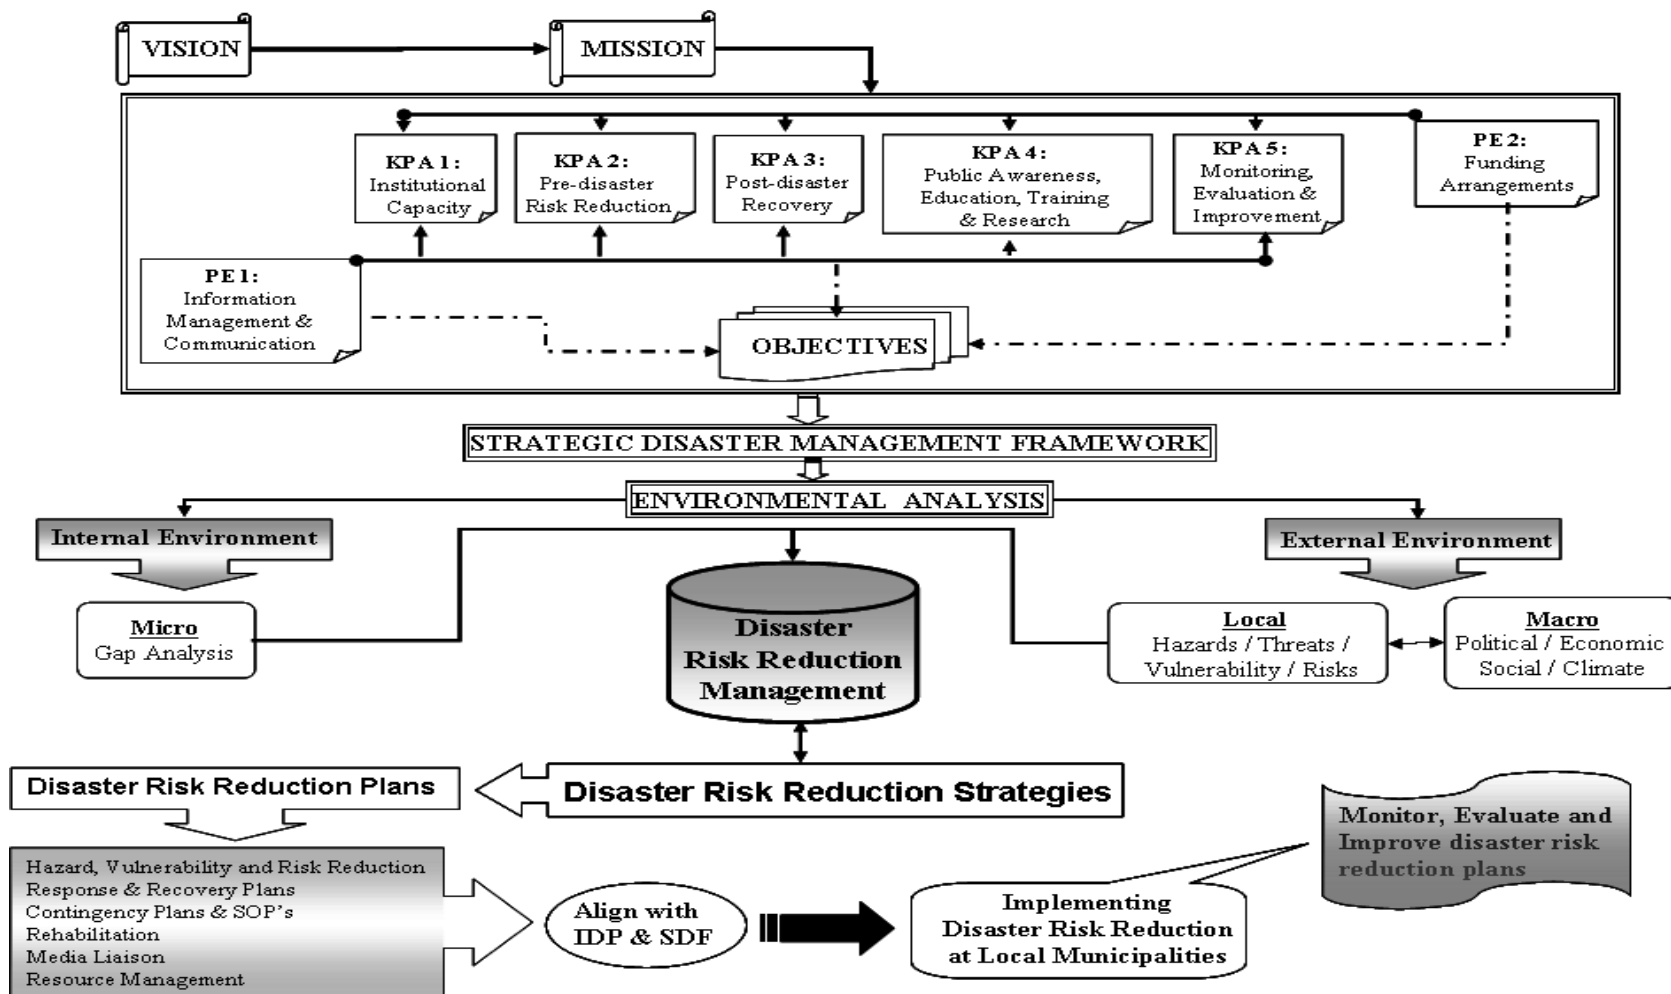 VISION
MISSION
KPA 1:
Institutional
Capacity
KPA 2:
Pre-disaster
Risk Reduction
KPA 3:
Post-disaster
Recovery
KPA 4:
Public Awareness,
Education, Training
& Research
KPA 5:
Monitoring,
Evaluation &
Improvement
PE 2:
Funding
Arrangements
PE 1:
Information
Management &
Communication
OBJECTIVES
STRATEGIC DISASTER MANAGEMENT FRAMEWORK
ENVIRONMENTAL ANALYSIS
Internal Environment
External Environment
Micro
Gap Analysis
Disaster
Risk Reduction
Management
Local
Hazards / Threats /
Vulnerability / Risks
Macro
Political / Economic
Social / Climate
Disaster Risk Reduction Plans
Disaster Risk Reduction Strategies
Monitor, Evaluate and
Improve disaster risk
reduction plans
Hazard, Vulnerability and Risk Reduction
Response & Recovery Plans
Contingency Plans & SOP's
Rehabilitation
Media Liaison
Resource Management
Align with
IDP & SDF
Implementing
Disaster Risk Reduction
at Local Municipalities